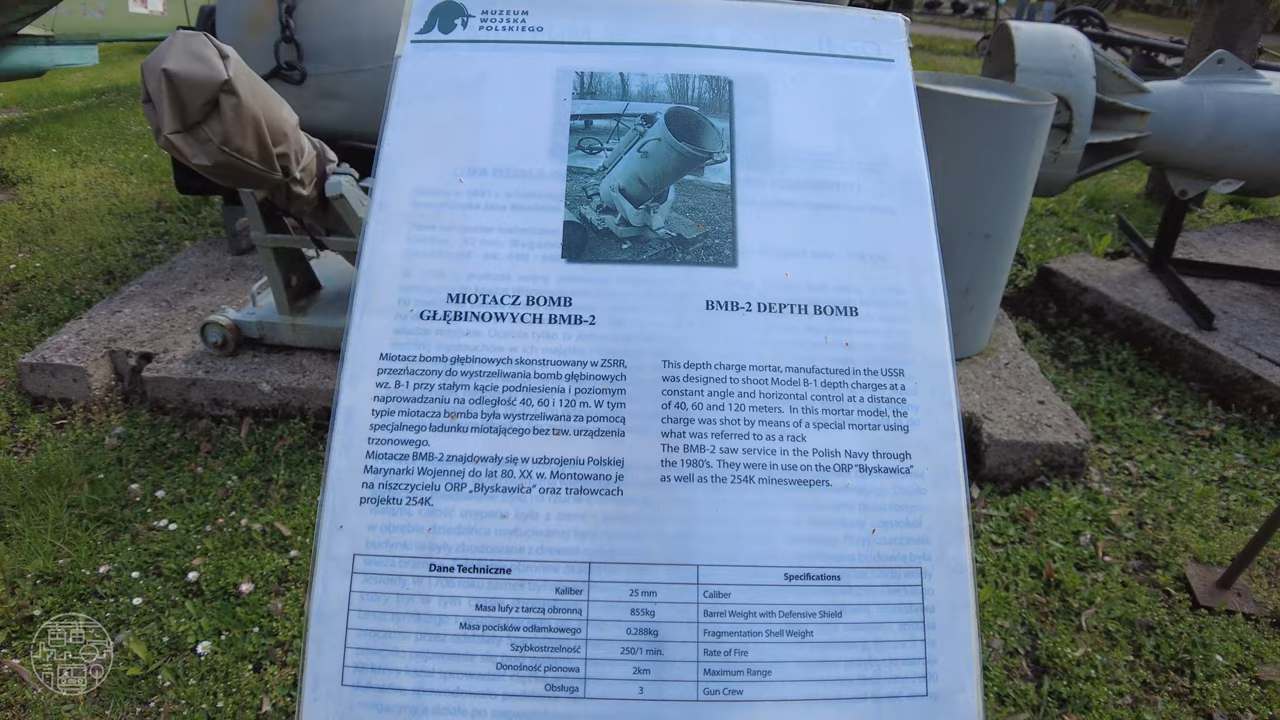 MUZEUM
WOJSKA
POLSKIEGO
MIOTACZ BOMB
GŁĘBINOWYCH BMB-2
Miotacz bomb głębinowych skonstruowany w ZSRR,
przeznaczony do wystrzeliwania bomb głębinowych
wz. B-1 przy stałym kącie podniesienia i poziomym
naprowadzaniu na odległość 40, 60 i 120 m. W tym
typie miotacza bomba była wystrzeliwana za pomocą
specjalnego ładunku miotającego bez tzw. urządzenia
trzonowego.
Miotacze BMB-2 znajdowały się w uzbrojeniu Polskiej
Marynarki Wojennej do lat 80. XX w. Montowano je
na niszczycielu ORP „Błyskawica" oraz trałowcach
projektu 254K.
BMB-2 DEPTH BOMB
This depth charge mortar, manufactured in the USSR
was designed to shoot Model B-1 depth charges at a
constant angle and horizontal control at a distance
of 40, 60 and 120 meters. In this mortar model, the
charge was shot by means of a special mortar using
what was referred to as a rack
The BMB-2 saw service in the Polish Navy through
the 1980's. They were in use on the ORP "Błyskawica"
as well as the 254K minesweepers.
Dane Techniczne Specifications
Kaliber 25 mm Caliber
Masa lufy z tarczą obronną 855kg Barrel Weight with Defensive Shield
Masa pocisków odłamkowego 0.288kg Fragmentation Shell Weight
Szybkostrzelność 250/1 min. Rate of Fire
Donośność pionowa 2km Maximum Range
Obsługa 3 Gun Crew